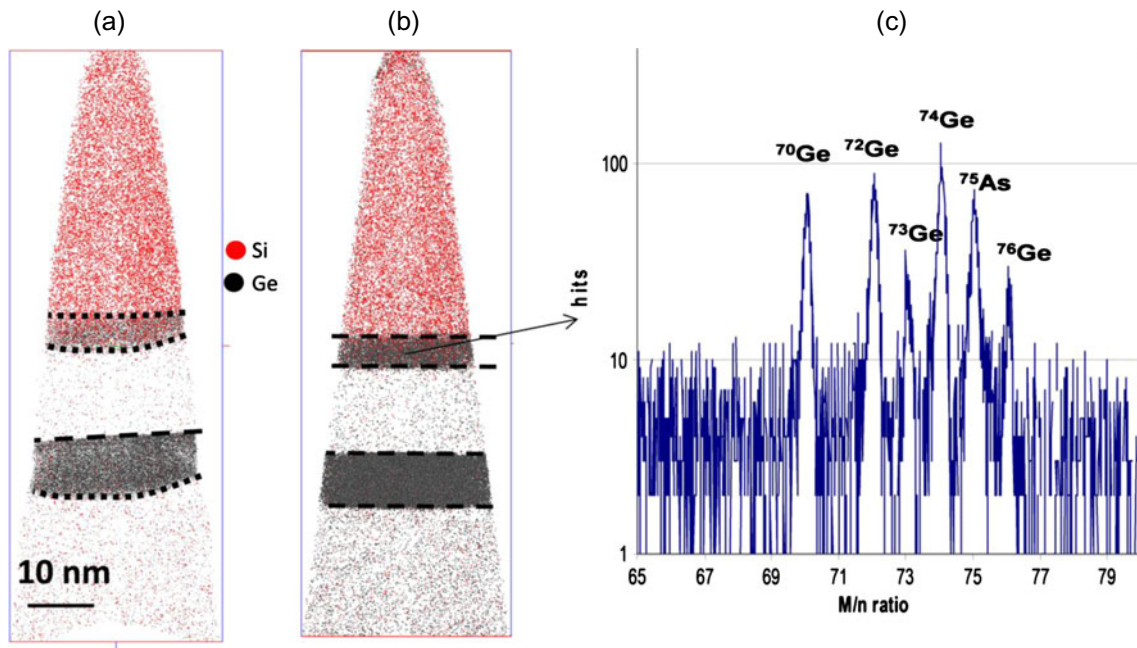 (a)
(b)
(c)
Si
Ge
10 nm
100
10
1
hits
⁷⁰Ge
⁷²Ge
⁷³Ge
⁷⁴Ge
⁷⁵As
⁷⁶Ge
65 67 69 71 73 75 77 79
M/n ratio